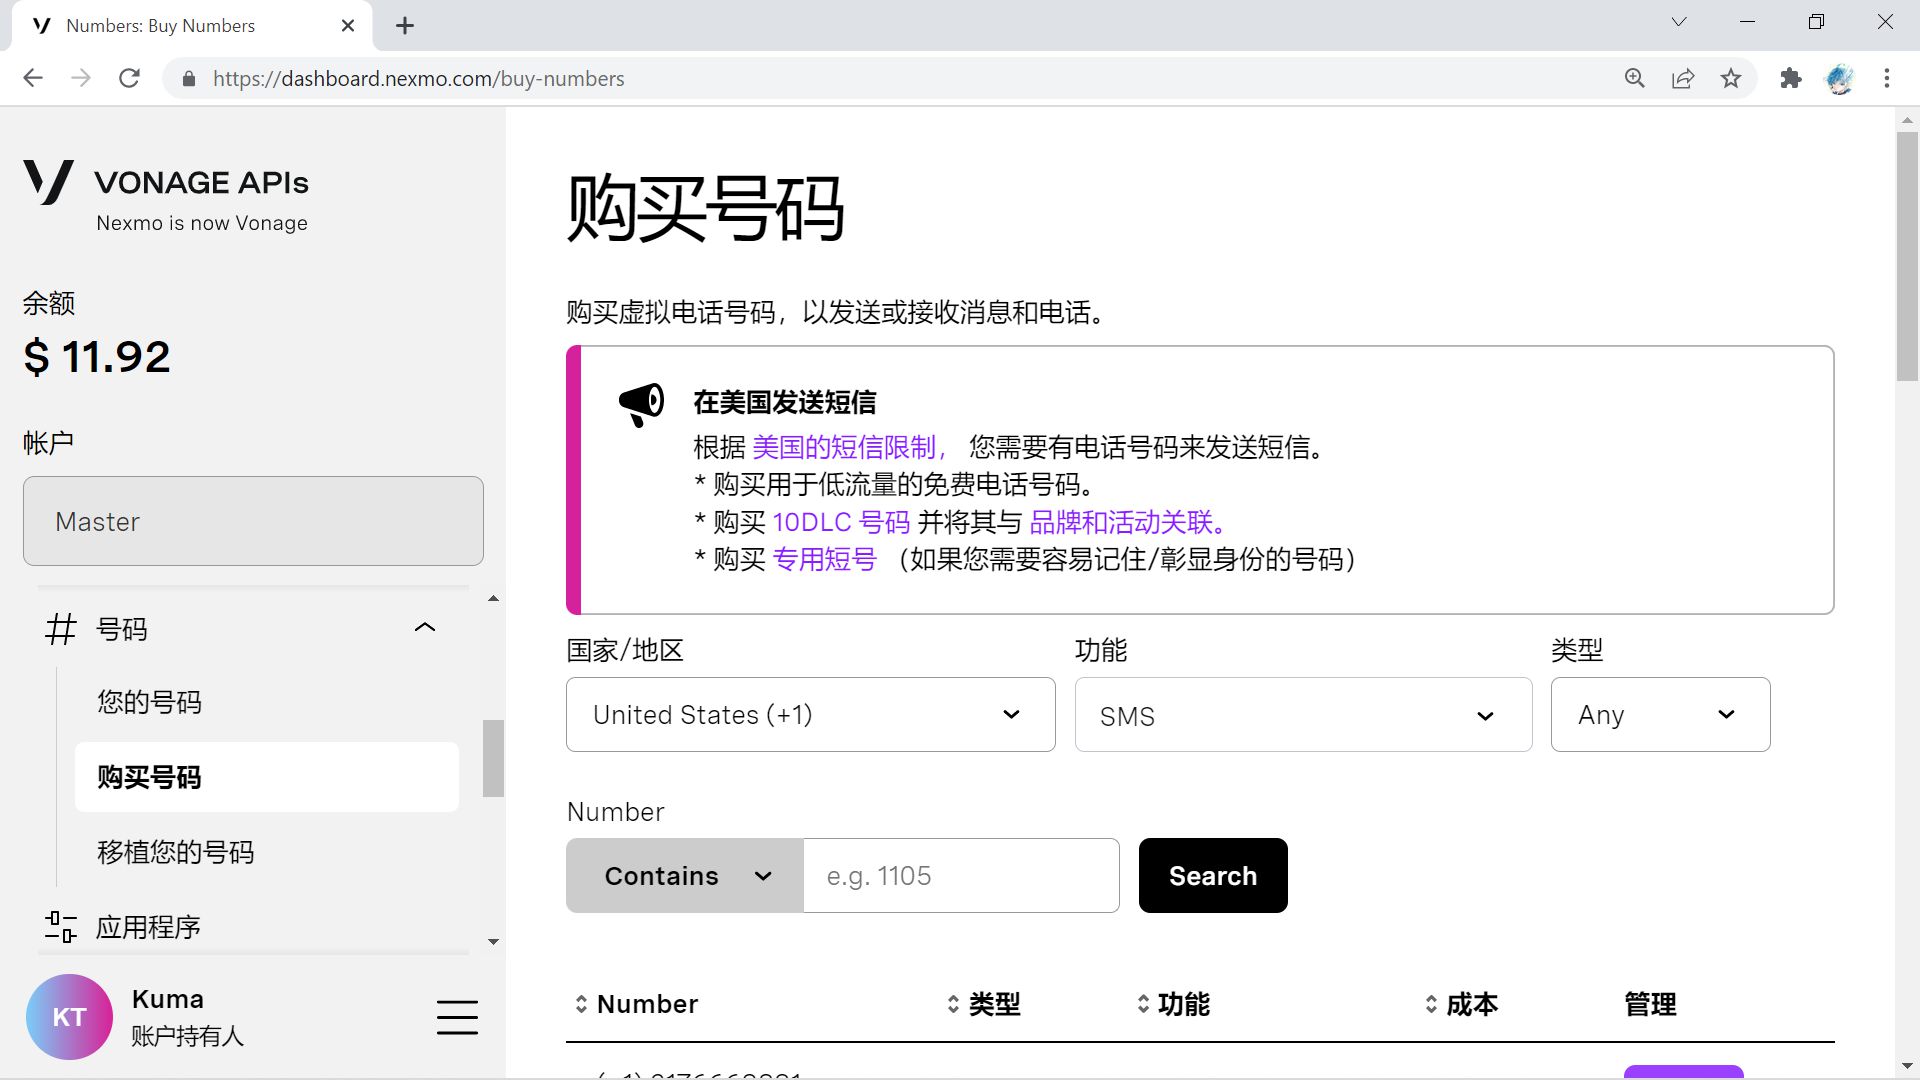 Numbers: Buy Numbers
https://dashboard.nexmo.com/buy-numbers
VONAGE APIs
Nexmo is now Vonage
余额
$ 11.92
帐户
Master
号码
您的号码
购买号码
移植您的号码
应用程序
KT
Kuma
账户持有人
购买号码
购买虚拟电话号码，以发送或接收消息和电话。
在美国发送短信
根据 美国的短信限制， 您需要有电话号码来发送短信。
* 购买用于低流量的免费电话号码。
* 购买 10DLC 号码 并将其与 品牌和活动关联。
* 购买 专用短号 （如果您需要容易记住/彰显身份的号码）
国家/地区 功能 类型
United States (+1) SMS Any
Number
Contains e.g. 1105 Search
Number 类型 功能 成本 管理